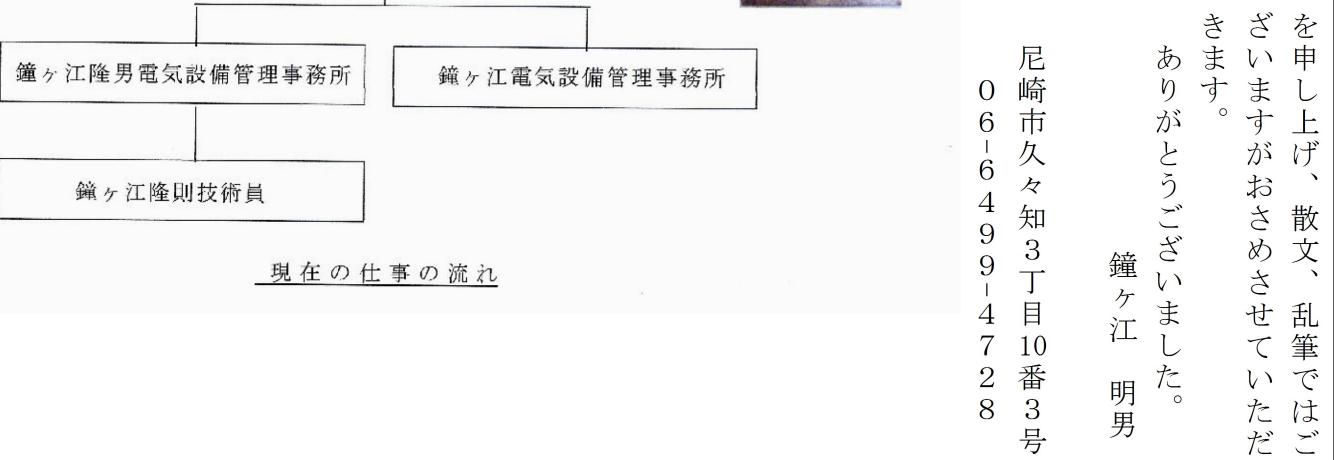 を申し上げ、散文、乱筆ではご
ざいますがおさめさせていただ
きます。
ありがとうございました。
鐘ヶ江 明男
尼崎市久々知3丁目10番3号
06-6499-4728
鐘ヶ江隆男電気設備管理事務所
鐘ヶ江電気設備管理事務所
鐘ヶ江隆則技術員
現在の仕事の流れ